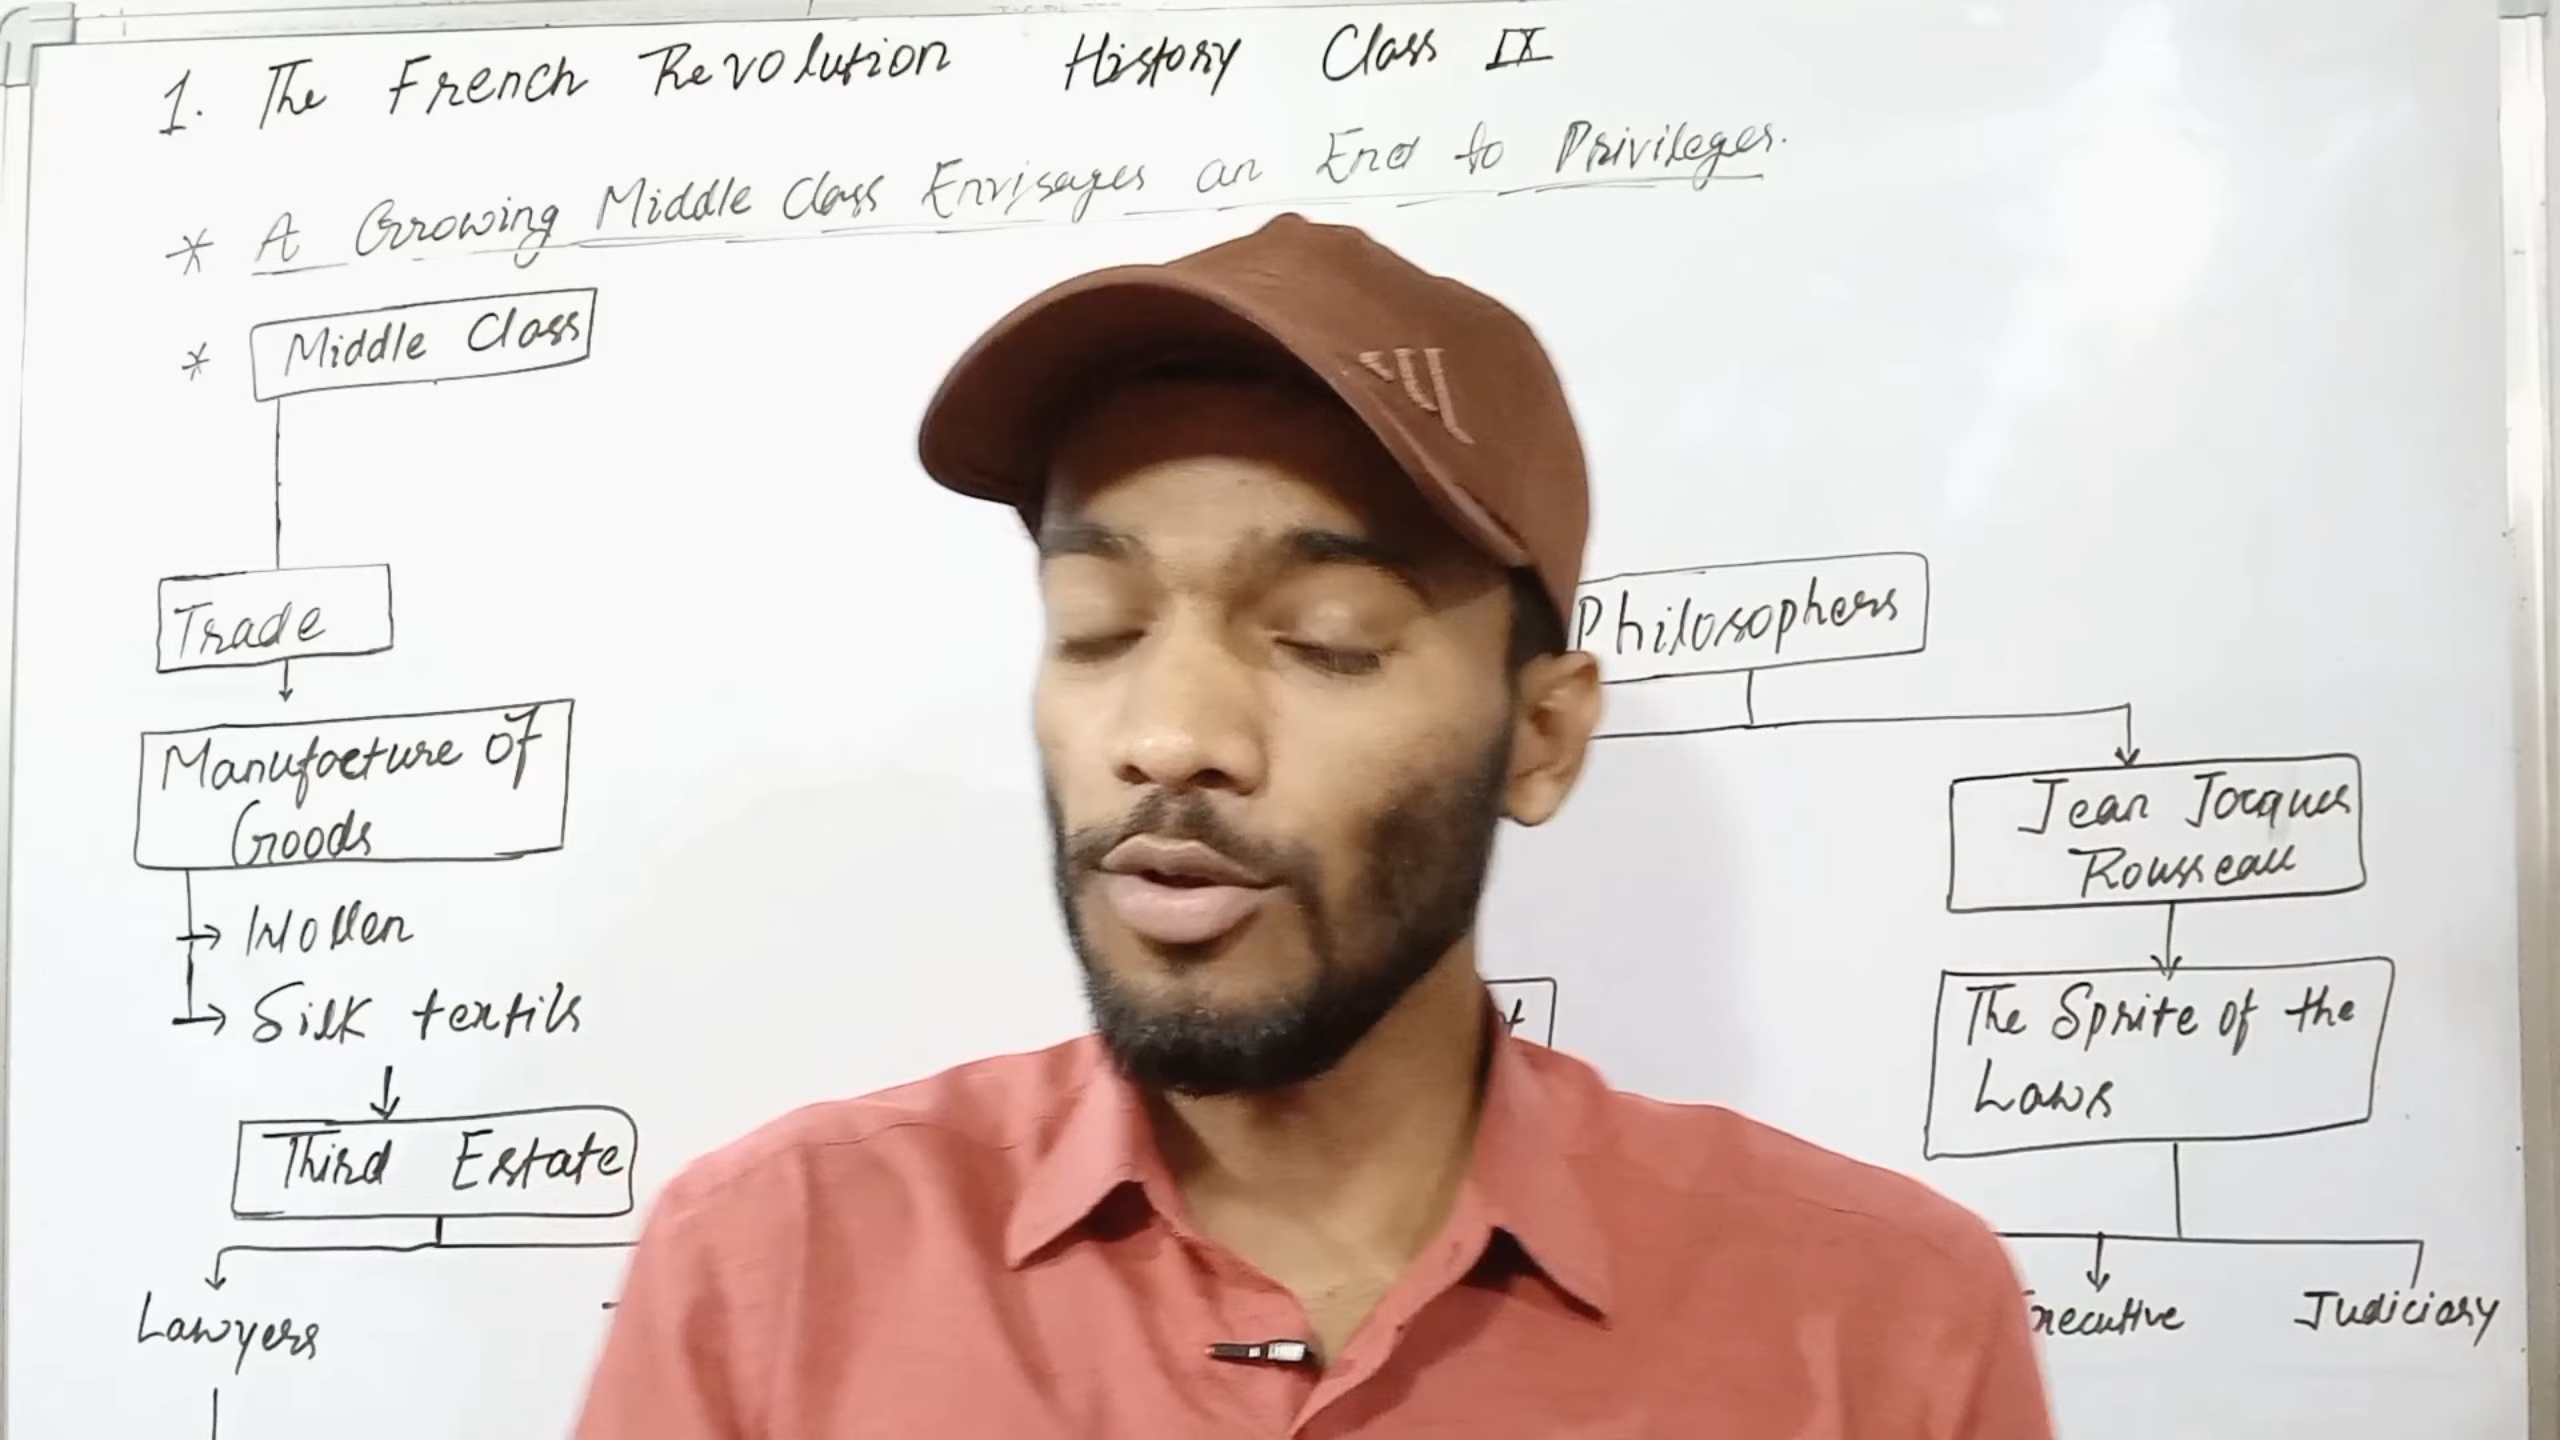 1. The French Revolution History Class IX
* A Growing Middle Class Envisages an End to Privileges.
* Middle Class
Trade
Manufacture of
Goods
Wollen
Silk textils
Third Estate
Lawyers
Philosophers
Jean Jacques
Rousseau
The Sprite of the
Laws
Executive
Judiciary